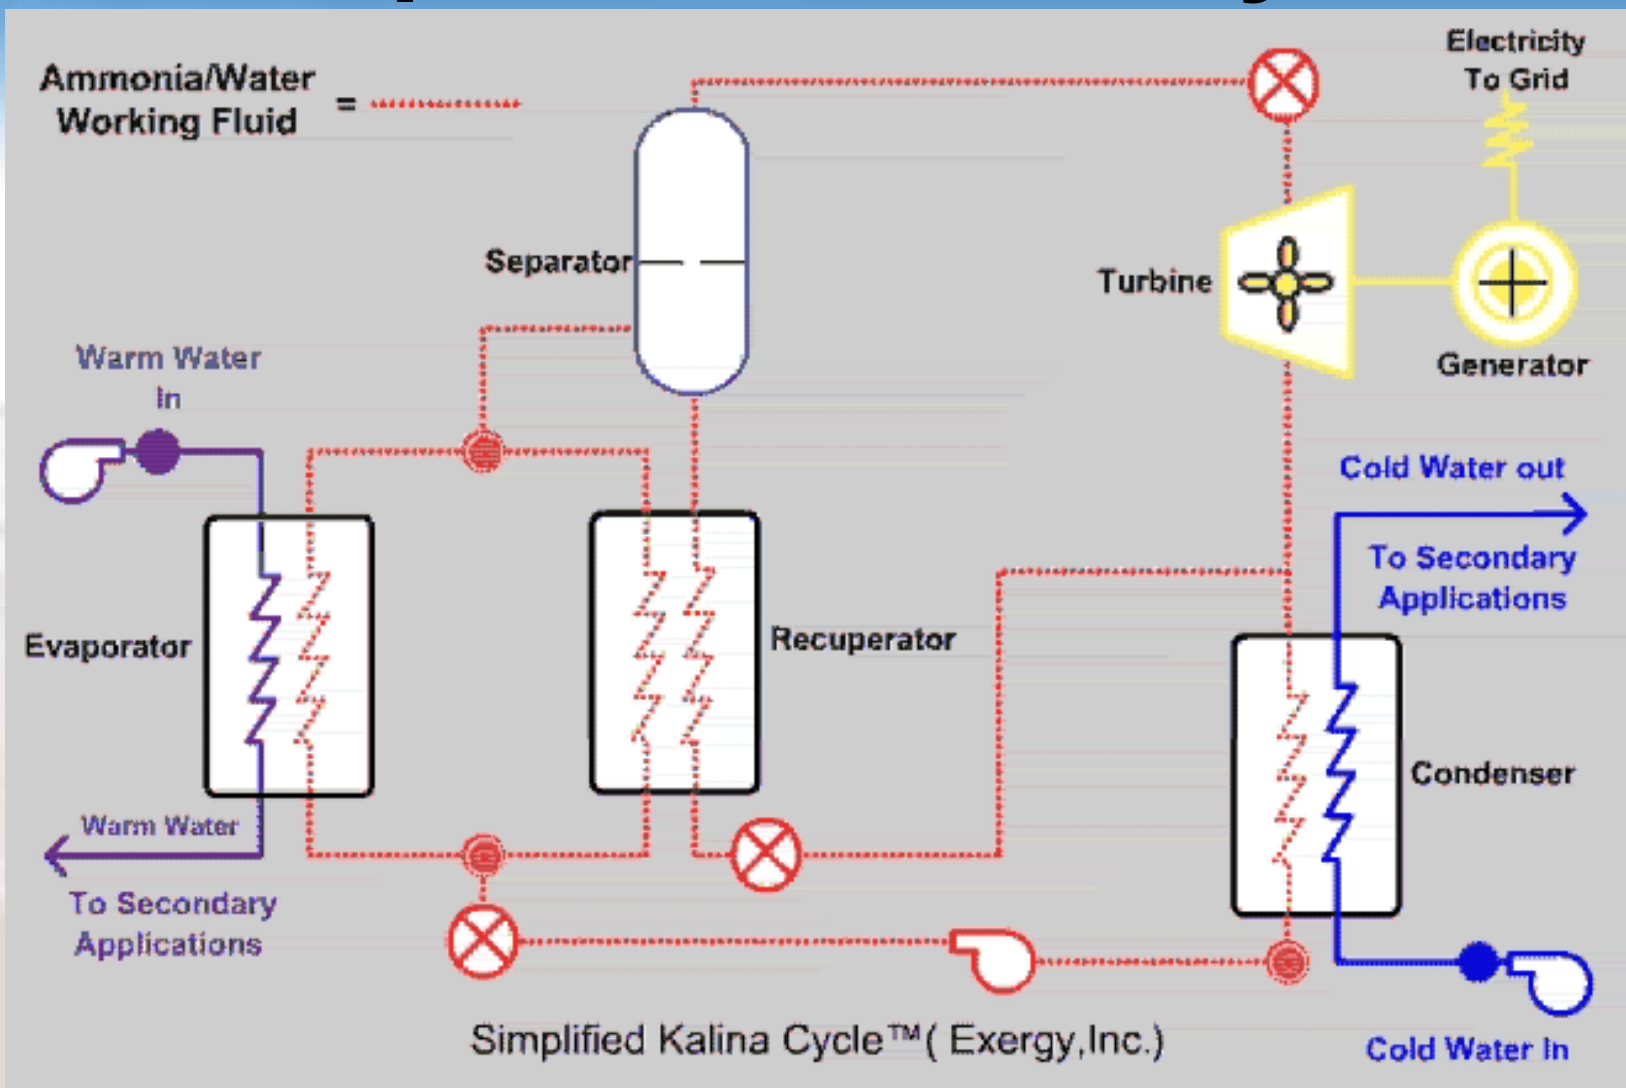 Ammonia/Water
Working Fluid
=
Electricity
To Grid
Separator
Turbine
Generator
Warm Water
In
Cold Water out
To Secondary
Applications
Evaporator
Recuperator
Condenser
Warm Water
To Secondary
Applications
Simplified Kalina Cycle™( Exergy,Inc.)
Cold Water In